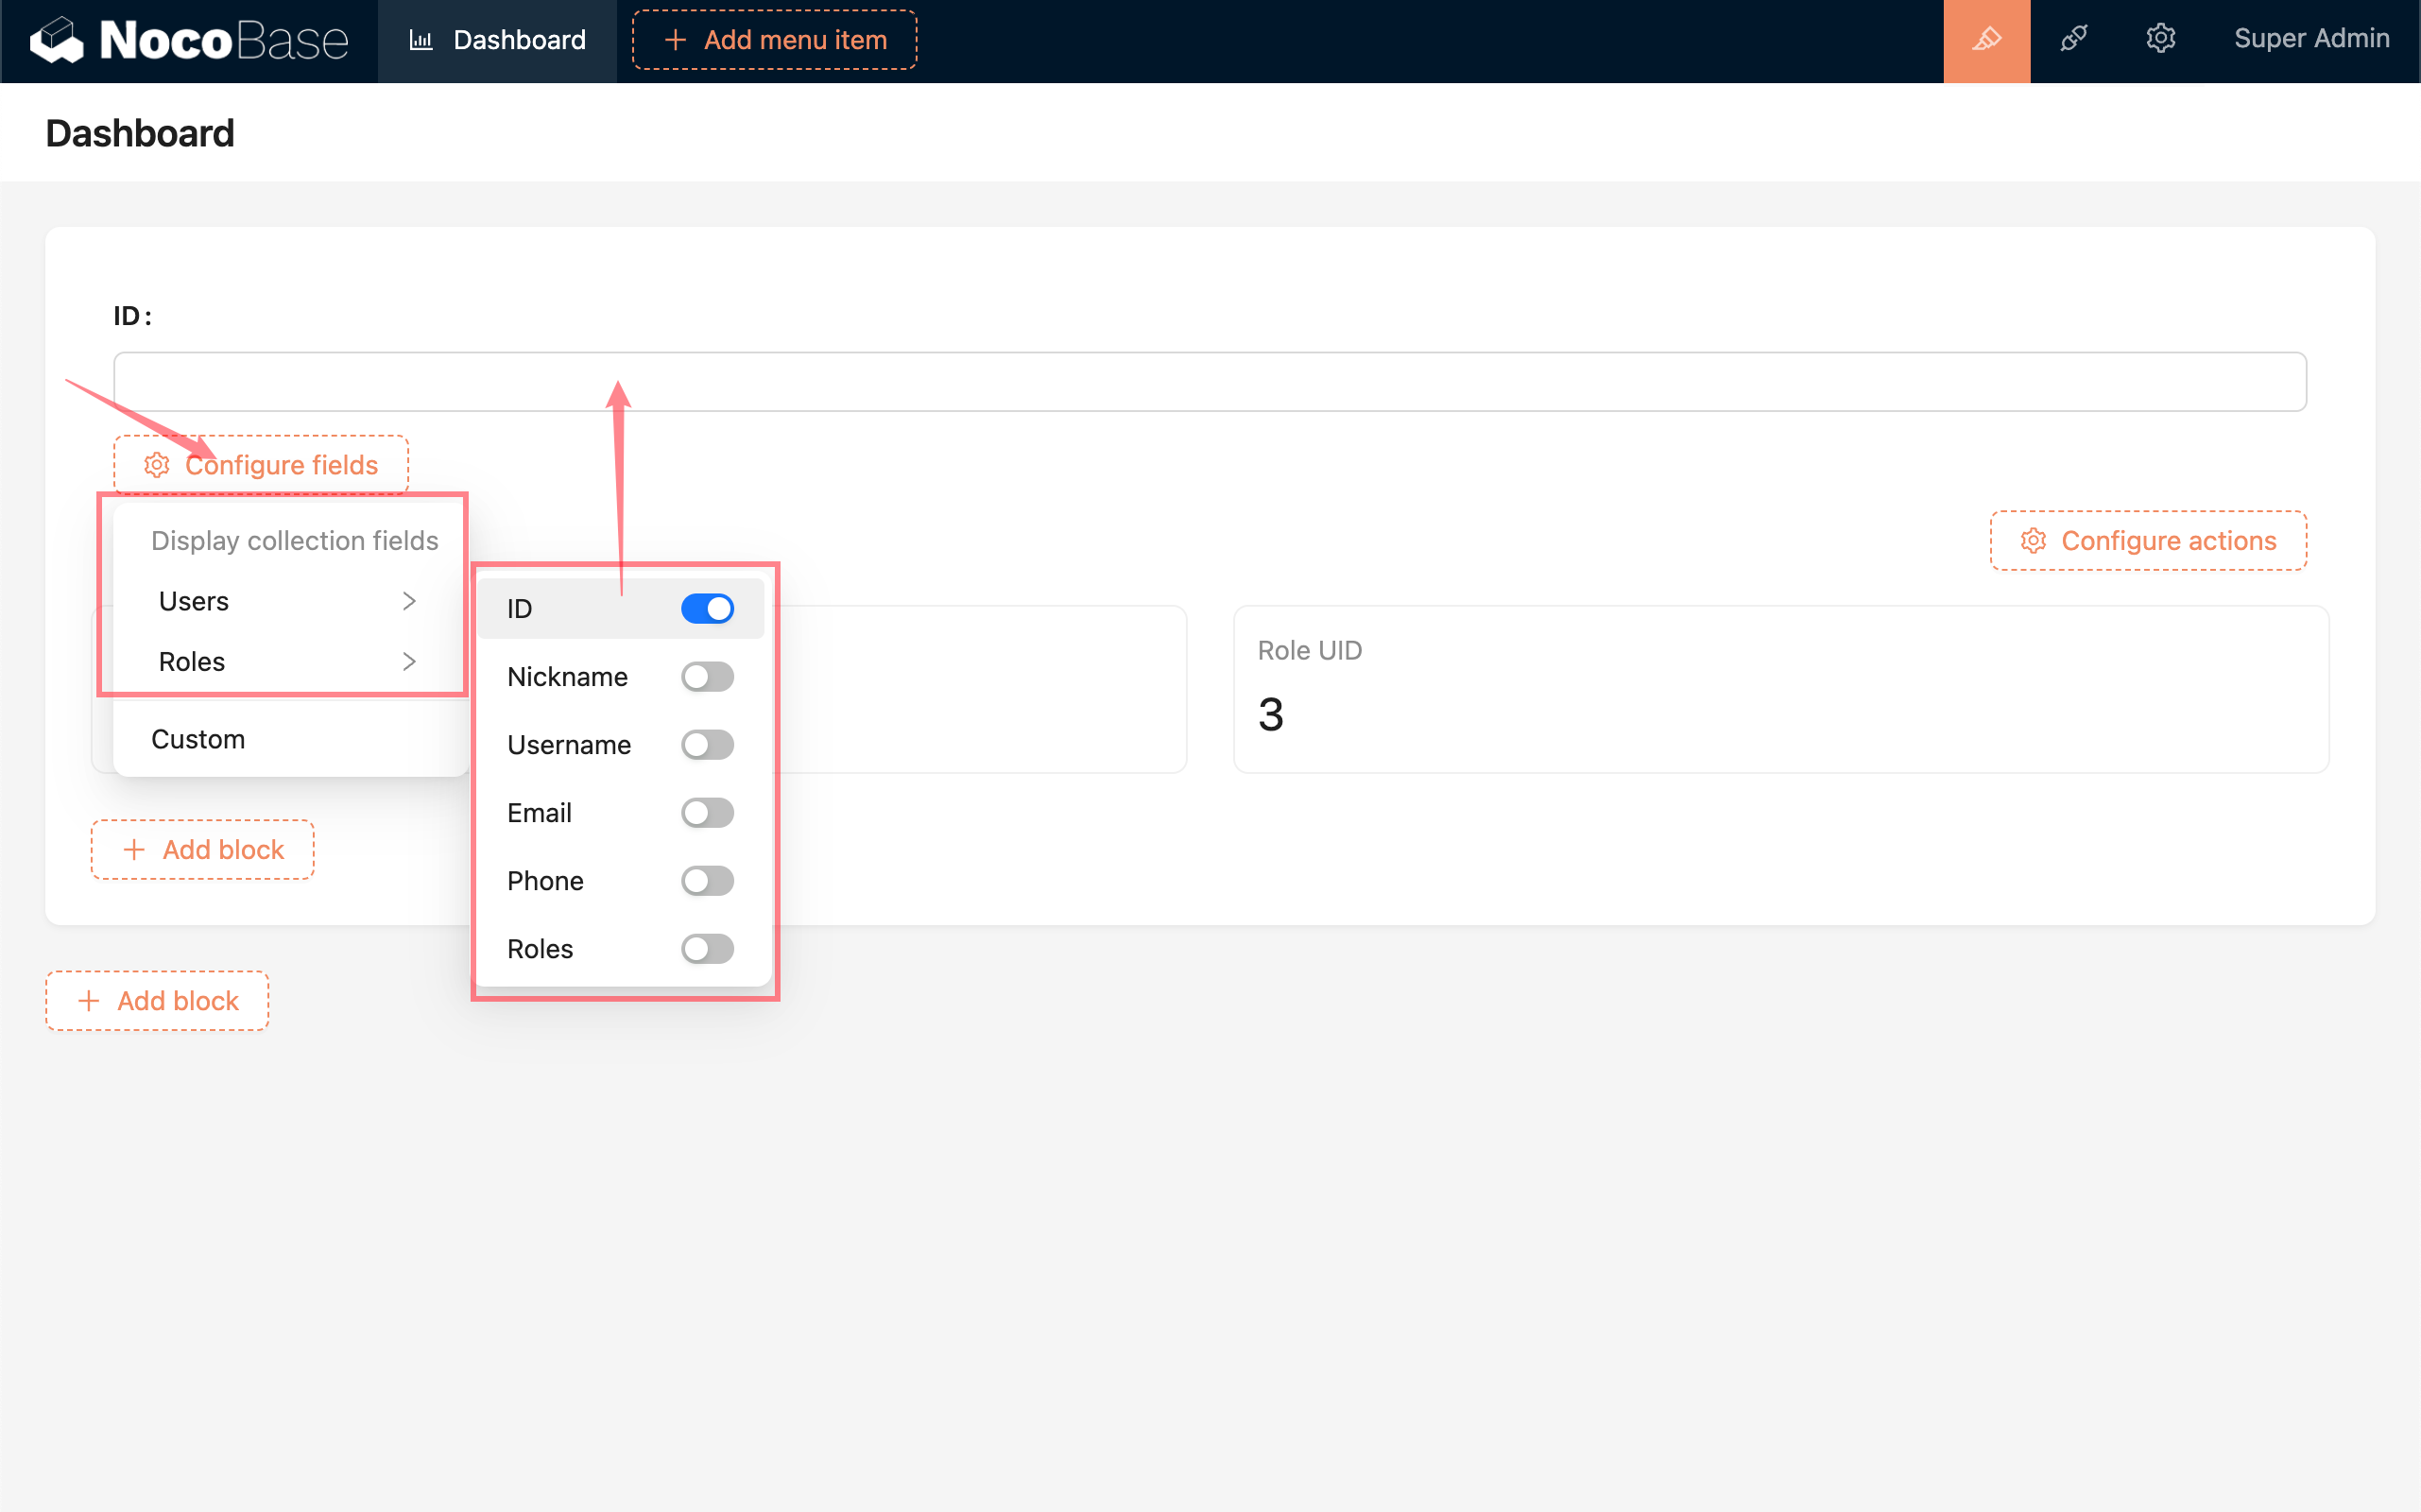 NocoBase
Dashboard
Add menu item
Super Admin
Dashboard
ID :
Configure fields
Display collection fields
Users
Roles
Custom
Configure actions
ID
Nickname
Username
Email
Phone
Roles
Role UID
3
Add block
Add block